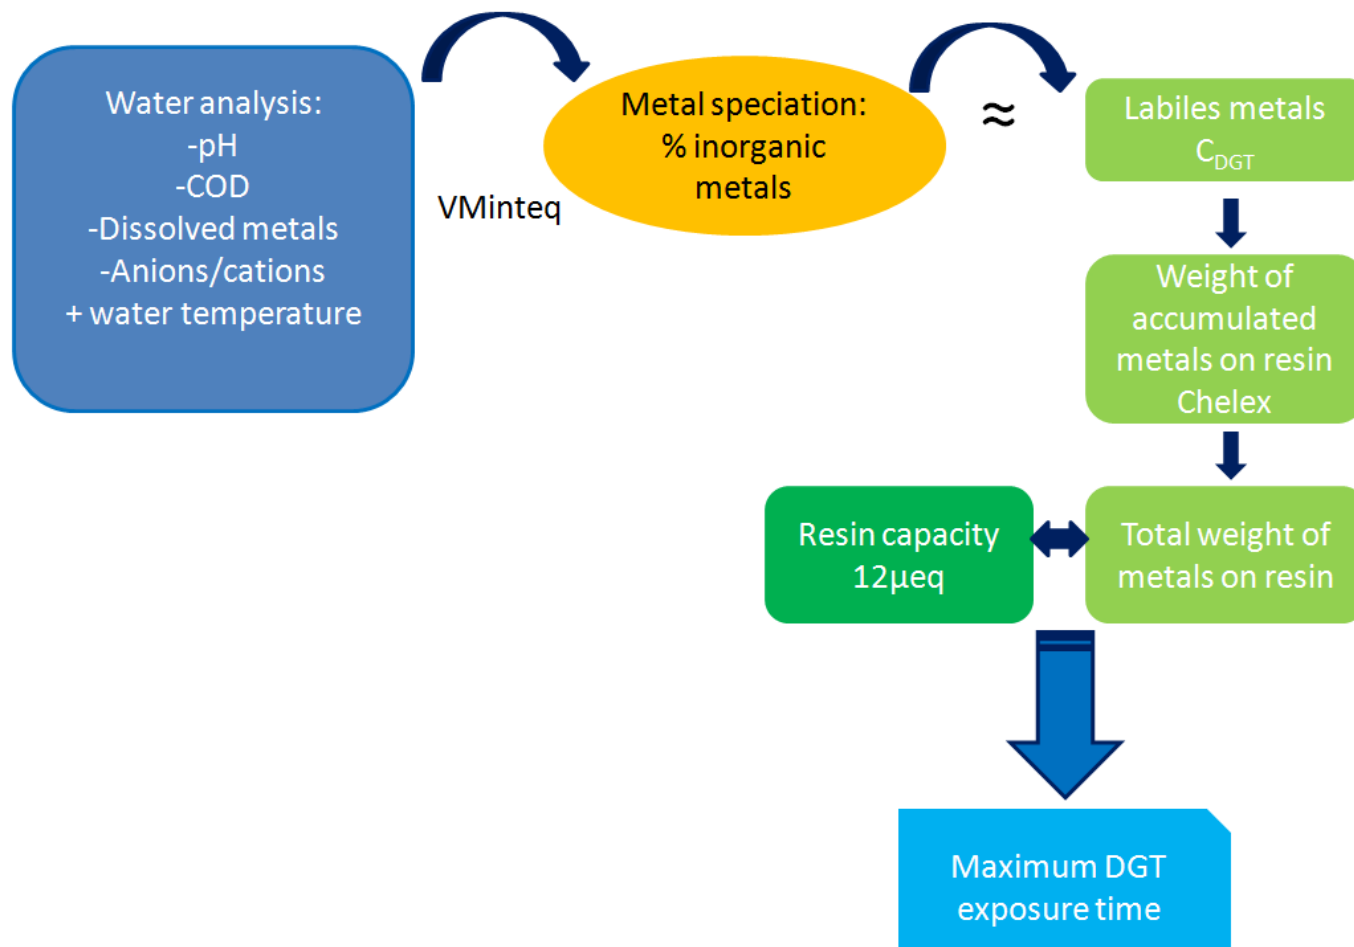 Water analysis:
-pH
-COD
-Dissolved metals
-Anions/cations
+ water temperature
VMinteq
Metal speciation:
% inorganic
metals
≈
Labiles metals
C_DGT
Weight of
accumulated
metals on resin
Chelex
Resin capacity
12µeq
Total weight of
metals on resin
Maximum DGT
exposure time